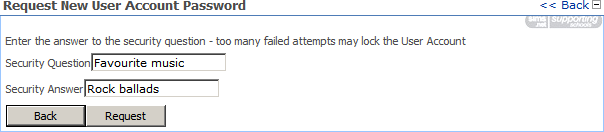 Request New User Account Password << Back
supporting
Enter the answer to the security question - too many failed attempts may lock the User Account
Security Question Favourite music
Security Answer Rock ballads
Back Request